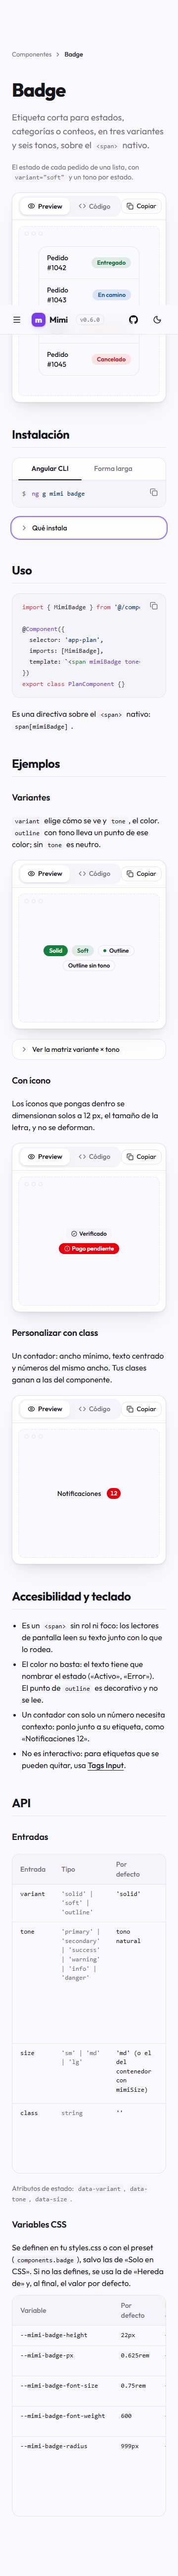 Componentes > Badge
Badge
Etiqueta corta para estados,
categorías o conteos, en tres variantes
y seis tonos, sobre el <span> nativo.
El estado de cada pedido de una lista, con
variant="soft" y un tono por estado.
Preview Código Copiar
Pedido
#1042
Entregado
Pedido
#1043
En camino
Mimi v0.6.0
Pedido
#1045
Cancelado
Instalación
Angular CLI Forma larga
$ ng g mimi badge
Qué instala
Uso
import { MimiBadge } from '@/compo
@Component({
selector: 'app-plan',
imports: [MimiBadge],
template: `<span mimiBadge tone=
})
export class PlanComponent {}
Es una directiva sobre el <span> nativo:
span[mimiBadge].
Ejemplos
Variantes
variant elige cómo se ve y tone, el color.
outline con tono lleva un punto de ese
color; sin tone es neutro.
Preview Código Copiar
Solid Soft Outline
Outline sin tono
Ver la matriz variante × tono
Con ícono
Los íconos que pongas dentro se
dimensionan solos a 12 px, el tamaño de la
letra, y no se deforman.
Preview Código Copiar
Verificado
Pago pendiente
Personalizar con class
Un contador: ancho mínimo, texto centrado
y números del mismo ancho. Tus clases
ganan a las del componente.
Preview Código Copiar
Notificaciones 12
Accesibilidad y teclado
Es un <span> sin rol ni foco: los lectores
de pantalla leen su texto junto con lo que
lo rodea.
El color no basta: el texto tiene que
nombrar el estado («Activo», «Error»).
El punto de outline es decorativo y no
se lee.
Un contador con solo un número necesita
contexto: ponlo junto a su etiqueta, como
«Notificaciones 12».
No es interactivo: para etiquetas que se
pueden quitar, usa Tags Input.
API
Entradas
Entrada Tipo Por
defecto
variant 'solid' | 'solid'
'soft' |
'outline'
tone 'primary' | tono
'secondary' natural
| 'success'
| 'warning'
| 'info' |
'danger'
size 'sm' | 'md' 'md' (o el
| 'lg' del
contenedor
con
mimiSize)
class string ''
Atributos de estado: data-variant, data-
tone, data-size.
Variables CSS
Se definen en tu styles.css o con el preset
(components.badge), salvo las de «Solo en
CSS». Si no las defines, se usa la de «Hereda
de» y, al final, el valor por defecto.
Variable Por
defecto
--mimi-badge-height 22px
--mimi-badge-px 0.625rem
--mimi-badge-font-size 0.75rem
--mimi-badge-font-weight 600
--mimi-badge-radius 999px